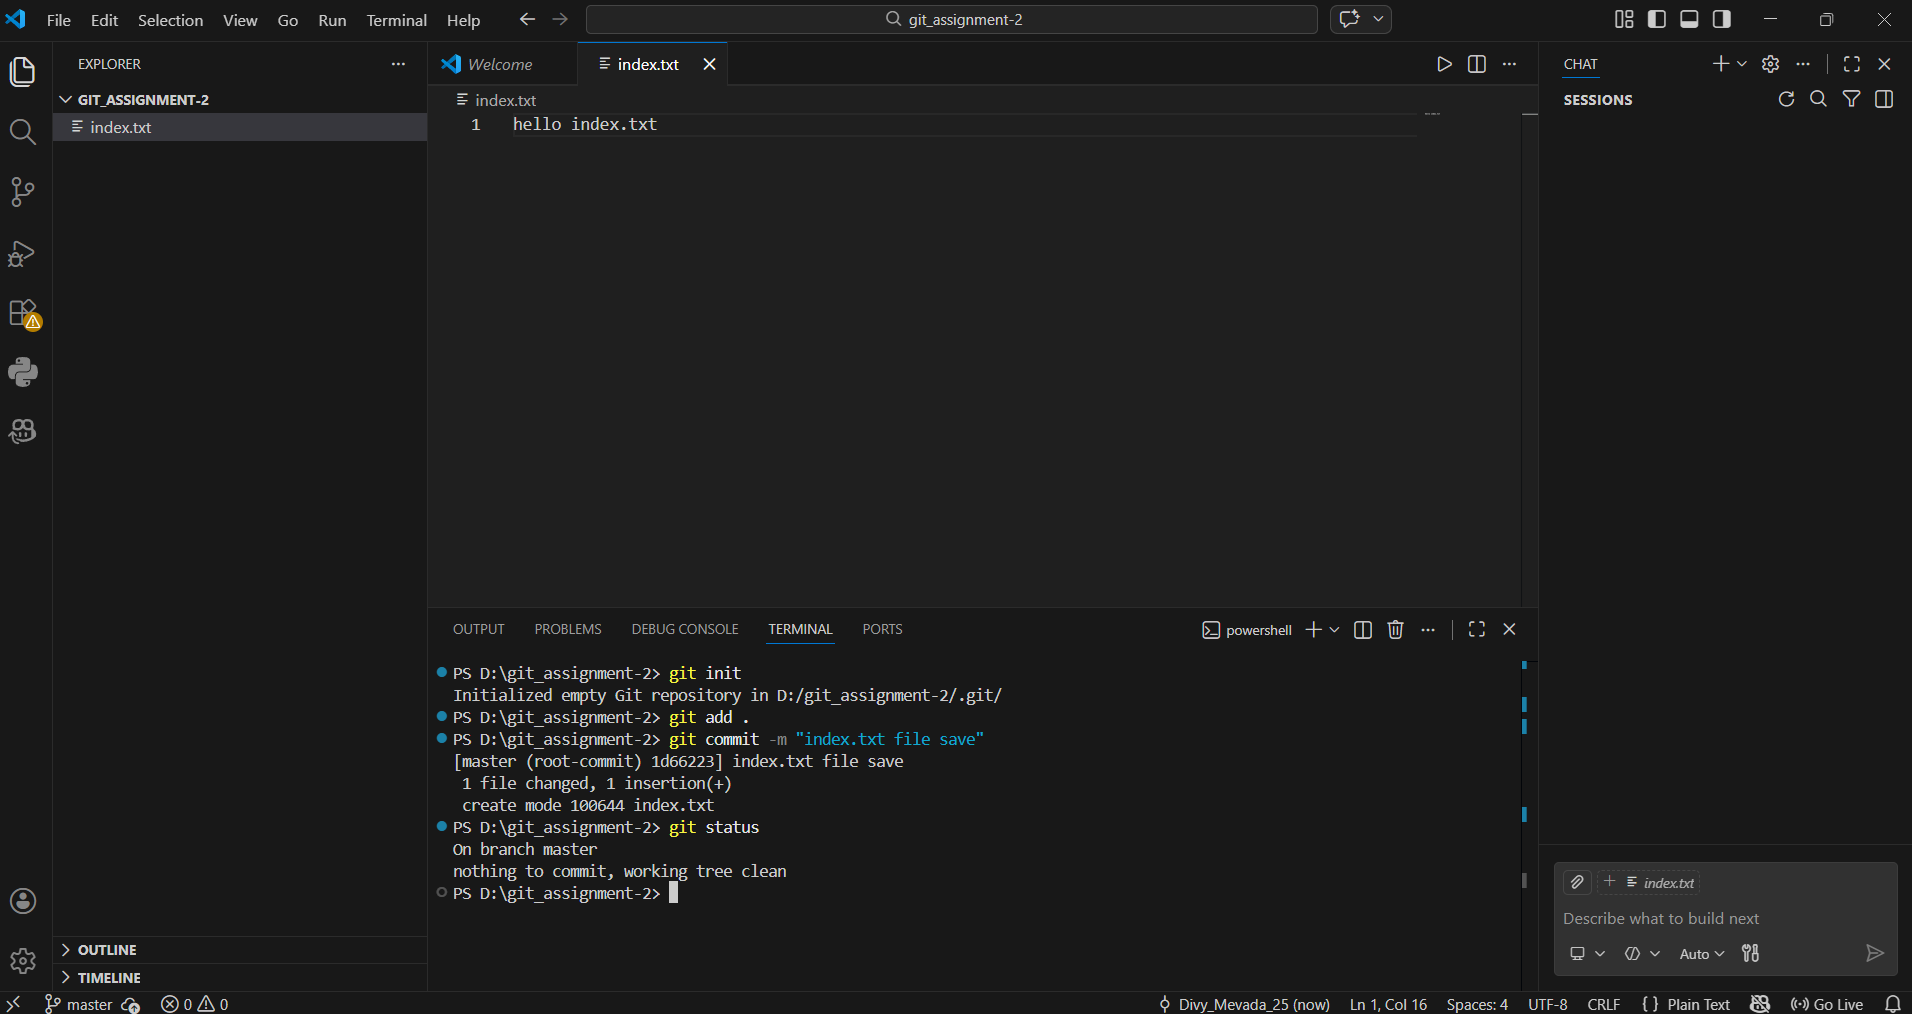 File Edit Selection View Go Run Terminal Help
git_assignment-2
EXPLORER
GIT_ASSIGNMENT-2
index.txt
Welcome
index.txt
index.txt
1 hello index.txt
OUTPUT PROBLEMS DEBUG CONSOLE TERMINAL PORTS
powershell
PS D:\git_assignment-2> git init
Initialized empty Git repository in D:/git_assignment-2/.git/
PS D:\git_assignment-2> git add .
PS D:\git_assignment-2> git commit -m "index.txt file save"
[master (root-commit) 1d66223] index.txt file save
1 file changed, 1 insertion(+)
create mode 100644 index.txt
PS D:\git_assignment-2> git status
On branch master
nothing to commit, working tree clean
PS D:\git_assignment-2>
CHAT
SESSIONS
index.txt
Describe what to build next
Auto
OUTLINE
TIMELINE
master 0 0 Divy_Mevada_25 (now) Ln 1, Col 16 Spaces: 4 UTF-8 CRLF { } Plain Text Go Live